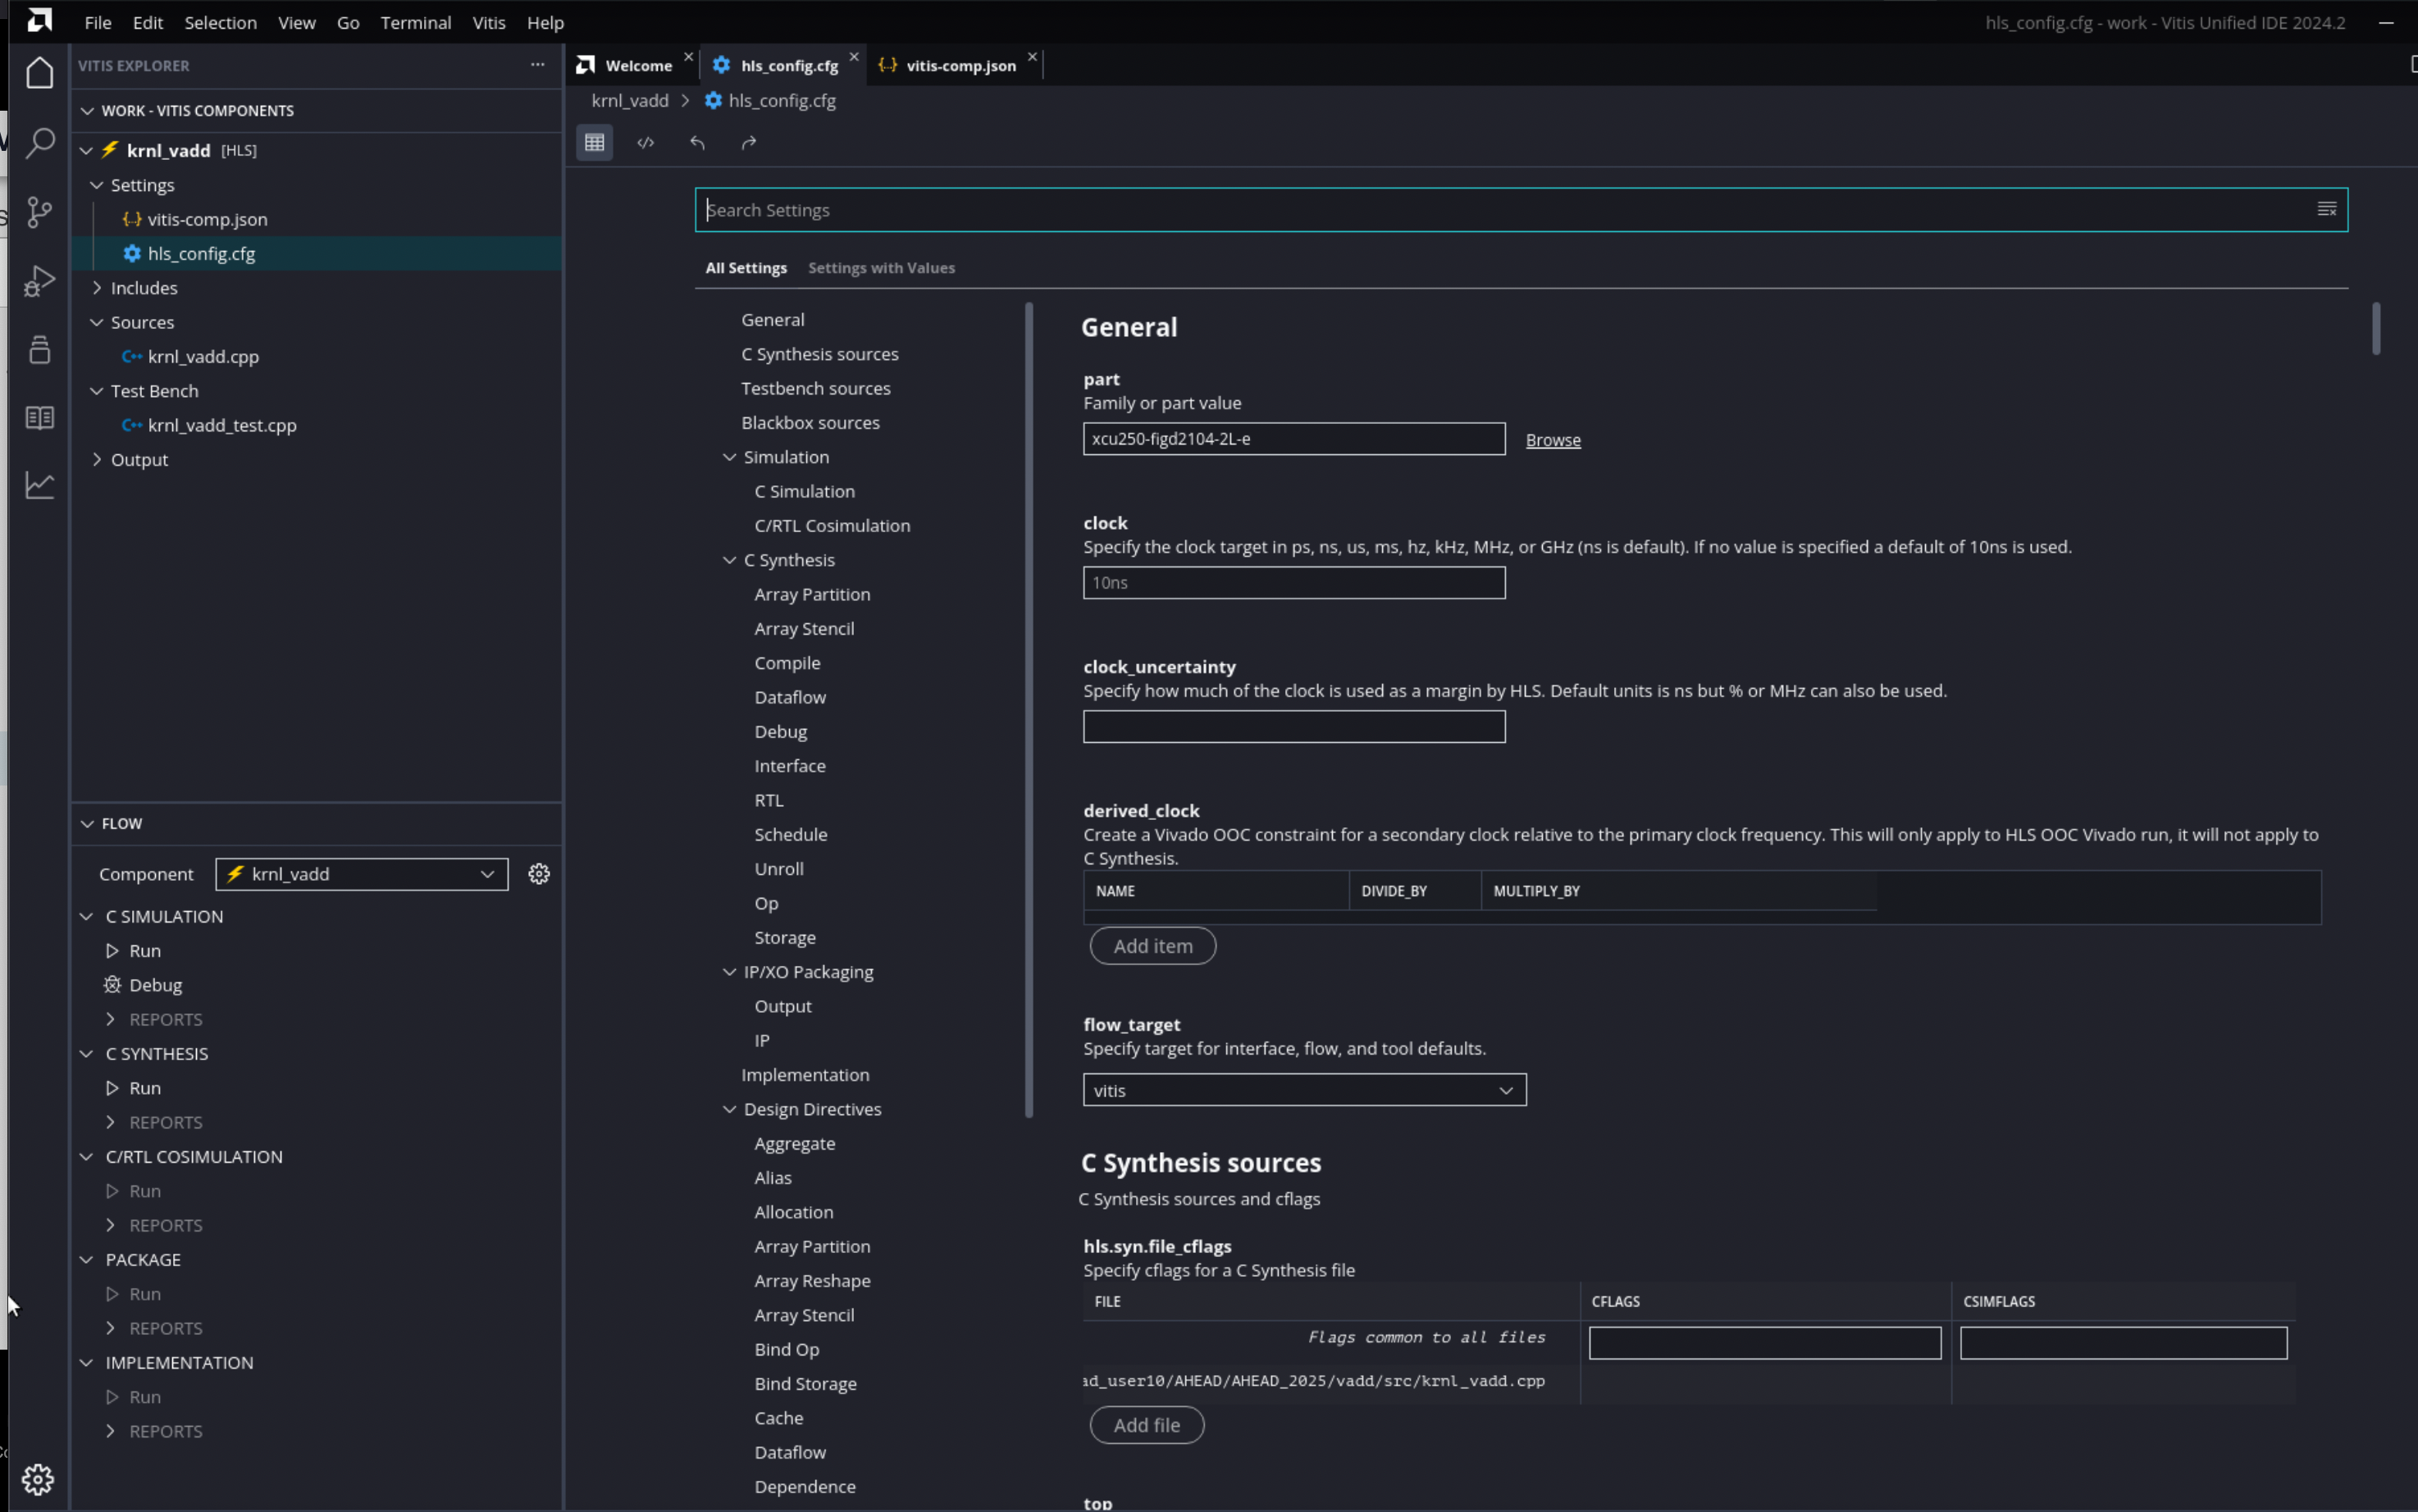 File Edit Selection View Go Terminal Vitis Help
hls_config.cfg - work - Vitis Unified IDE 2024.2
VITIS EXPLORER
WORK - VITIS COMPONENTS
krnl_vadd [HLS]
Settings
vitis-comp.json
hls_config.cfg
Includes
Sources
krnl_vadd.cpp
Test Bench
krnl_vadd_test.cpp
Output
FLOW
Component krnl_vadd
C SIMULATION
Run
Debug
REPORTS
C SYNTHESIS
Run
REPORTS
C/RTL COSIMULATION
Run
REPORTS
PACKAGE
Run
REPORTS
IMPLEMENTATION
Run
REPORTS
Welcome hls_config.cfg vitis-comp.json
krnl_vadd > hls_config.cfg
Search Settings
All Settings Settings with Values
General
C Synthesis sources
Testbench sources
Blackbox sources
Simulation
C Simulation
C/RTL Cosimulation
C Synthesis
Array Partition
Array Stencil
Compile
Dataflow
Debug
Interface
RTL
Schedule
Unroll
Op
Storage
IP/XO Packaging
Output
IP
Implementation
Design Directives
Aggregate
Alias
Allocation
Array Partition
Array Reshape
Array Stencil
Bind Op
Bind Storage
Cache
Dataflow
Dependence
General
part
Family or part value
xcu250-figd2104-2L-e Browse
clock
Specify the clock target in ps, ns, us, ms, hz, kHz, MHz, or GHz (ns is default). If no value is specified a default of 10ns is used.
10ns
clock_uncertainty
Specify how much of the clock is used as a margin by HLS. Default units is ns but % or MHz can also be used.
derived_clock
Create a Vivado OOC constraint for a secondary clock relative to the primary clock frequency. This will only apply to HLS OOC Vivado run, it will not apply to
C Synthesis.
NAME DIVIDE_BY MULTIPLY_BY
Add item
flow_target
Specify target for interface, flow, and tool defaults.
vitis
C Synthesis sources
C Synthesis sources and cflags
hls.syn.file_cflags
Specify cflags for a C Synthesis file
FILE CFLAGS CSIMFLAGS
Flags common to all files
ad_user10/AHEAD/AHEAD_2025/vadd/src/krnl_vadd.cpp
Add file
top